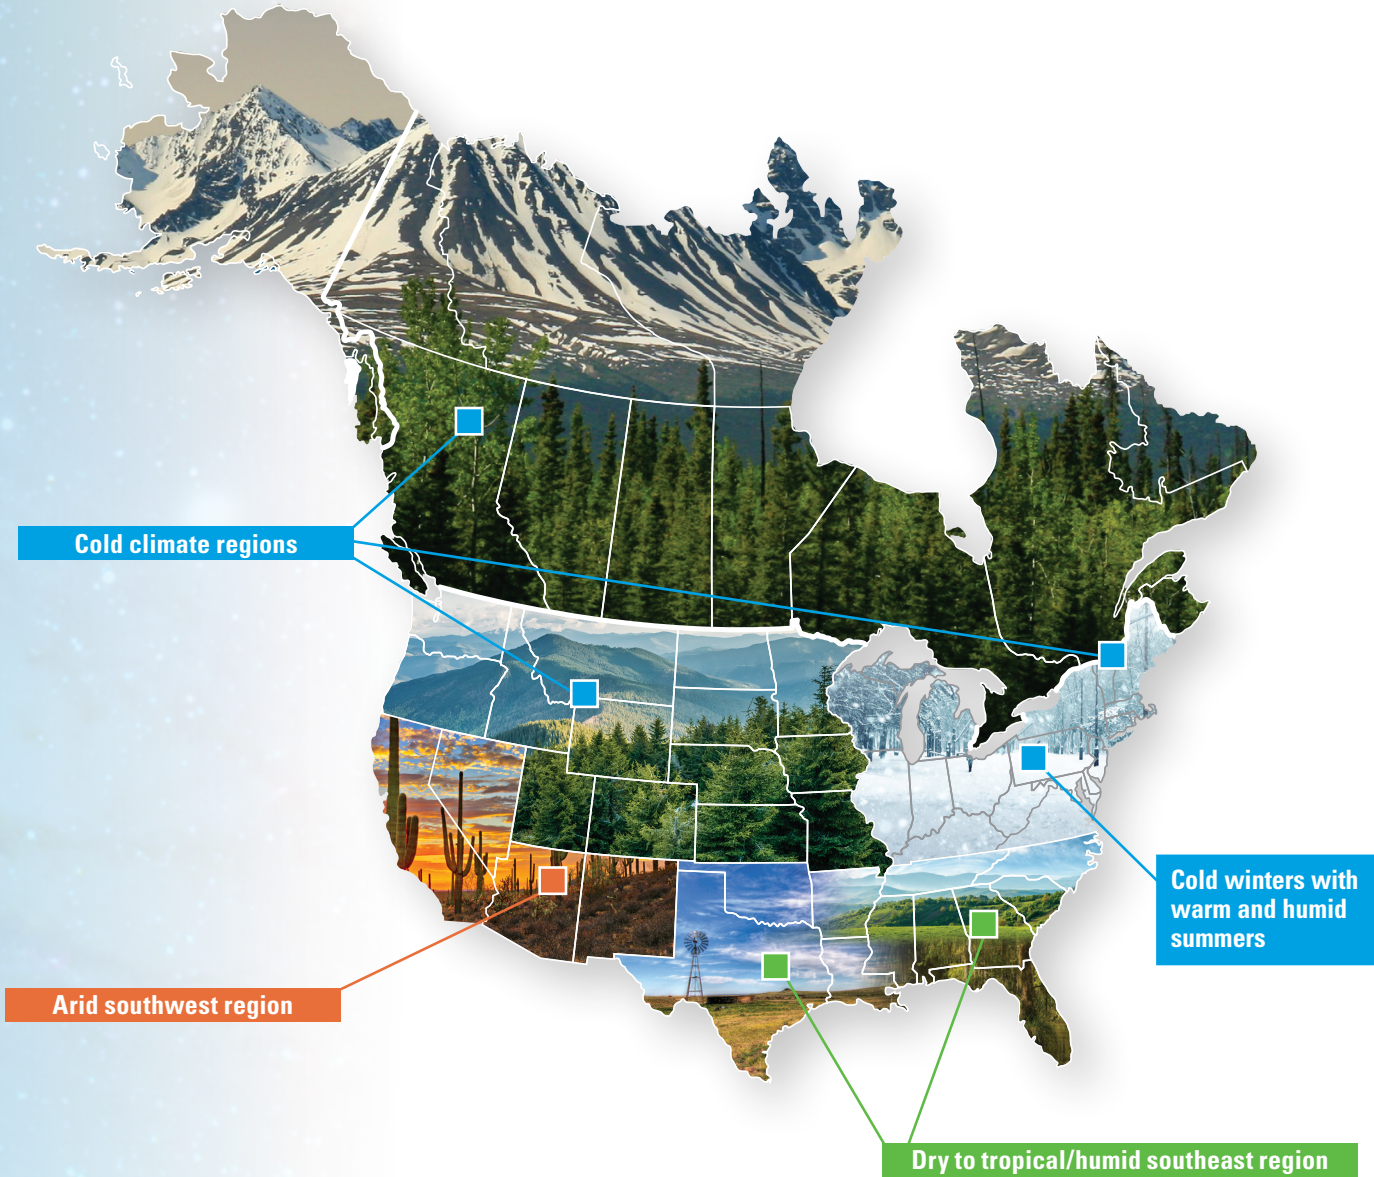 Cold climate regions
Cold winters with
warm and humid
summers
Arid southwest region
Dry to tropical/humid southeast region